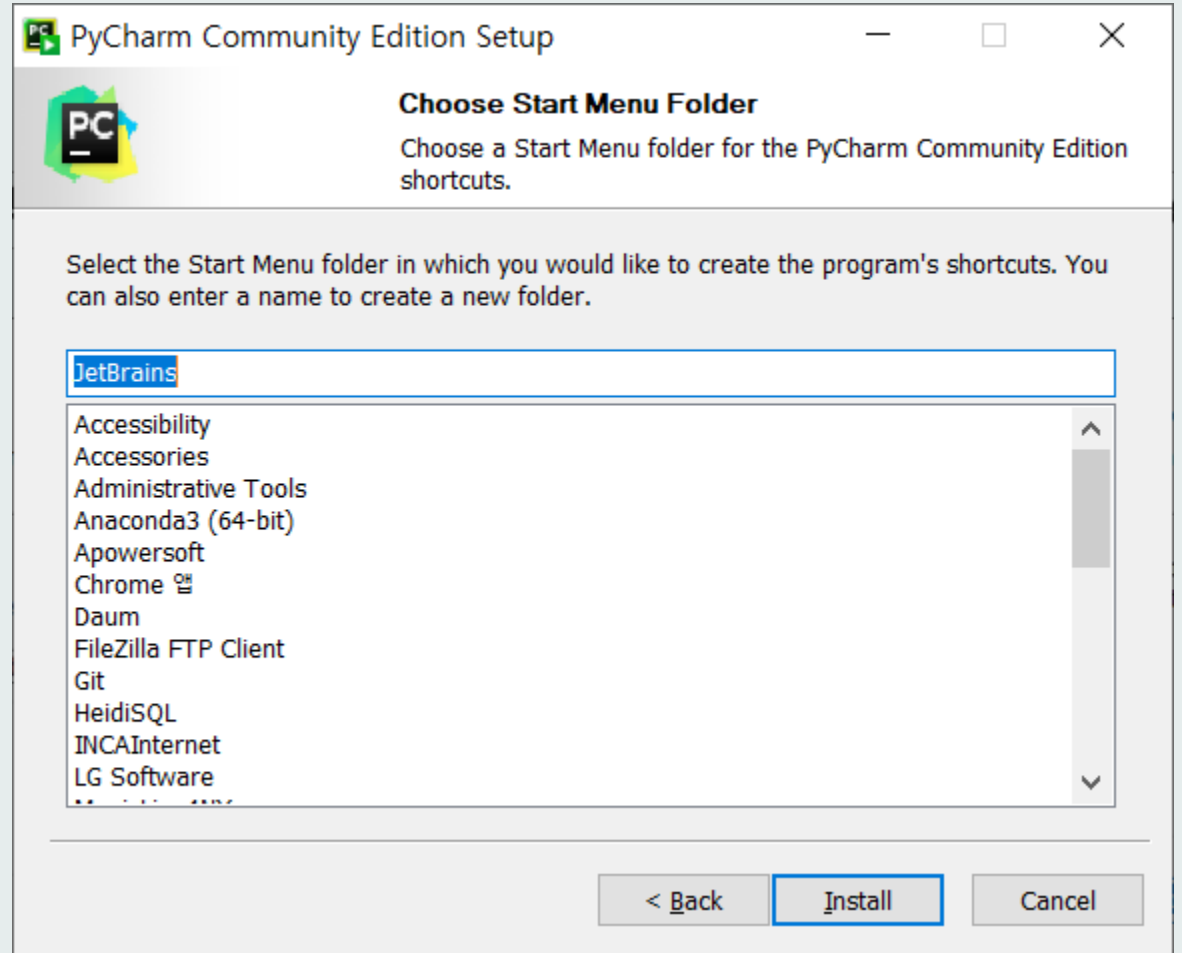 PyCharm Community Edition Setup
PC
Choose Start Menu Folder
Choose a Start Menu folder for the PyCharm Community Edition
shortcuts.
Select the Start Menu folder in which you would like to create the program's shortcuts. You
can also enter a name to create a new folder.
JetBrains
Accessibility
Accessories
Administrative Tools
Anaconda3 (64-bit)
Apowersoft
Chrome 앱
Daum
FileZilla FTP Client
Git
HeidiSQL
INCAInternet
LG Software
< Back
Install
Cancel